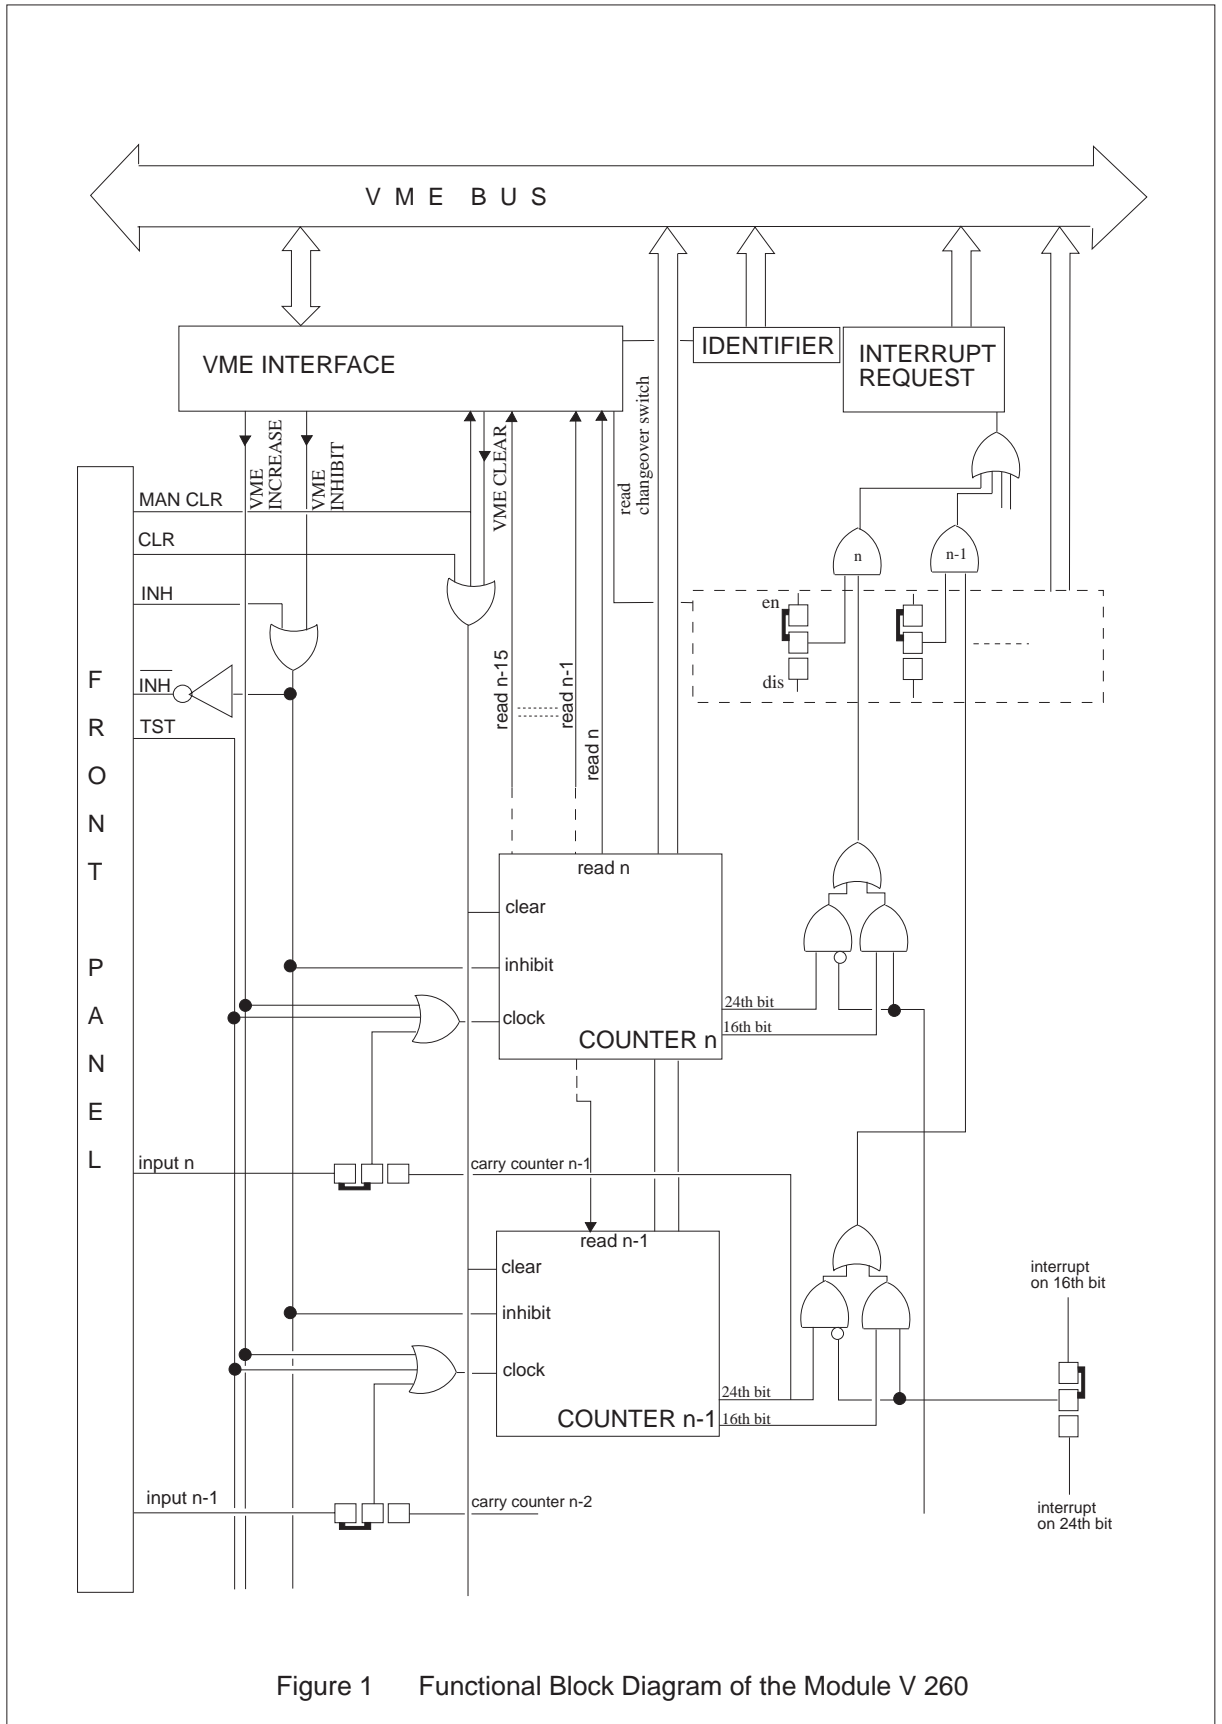 V M E B U S
VME INTERFACE
IDENTIFIER
INTERRUPT
REQUEST
VME
INCREASE
VME
INHIBIT
VME CLEAR
read
changeover switch
MAN CLR
CLR
INH
INH
TST
F R O N T P A N E L
n
n-1
en
dis
read n-15
read n-1
read n
read n
clear
inhibit
clock
COUNTER n
24th bit
16th bit
input n
carry counter n-1
read n-1
clear
inhibit
clock
COUNTER n-1
24th bit
16th bit
interrupt
on 16th bit
input n-1
carry counter n-2
interrupt
on 24th bit
Figure 1 Functional Block Diagram of the Module V 260